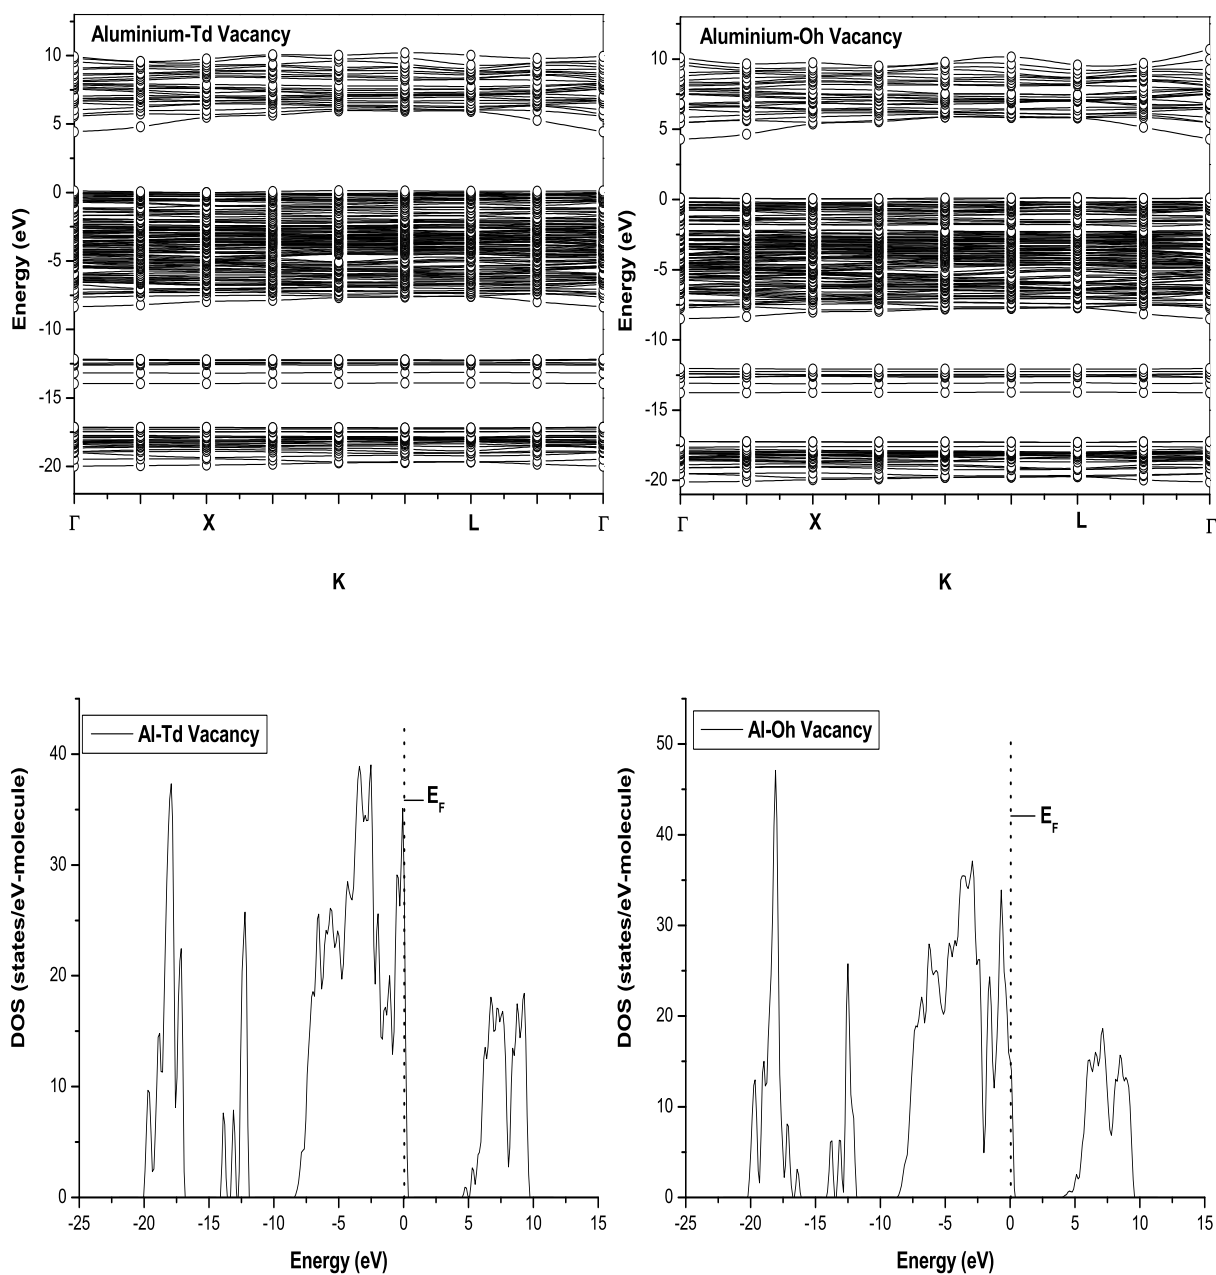 Aluminium-Td Vacancy
10
5
0
-5
-10
-15
-20
Energy (eV)
Γ X L Γ
K
Aluminium-Oh Vacancy
10
5
0
-5
-10
-15
-20
Energy (eV)
Γ X L Γ
K
Al-Td Vacancy
E_F
40
30
20
10
0
DOS (states/eV-molecule)
-25 -20 -15 -10 -5 0 5 10 15
Energy (eV)
Al-Oh Vacancy
E_F
50
40
30
20
10
0
DOS (states/eV-molecule)
-25 -20 -15 -10 -5 0 5 10 15
Energy (eV)